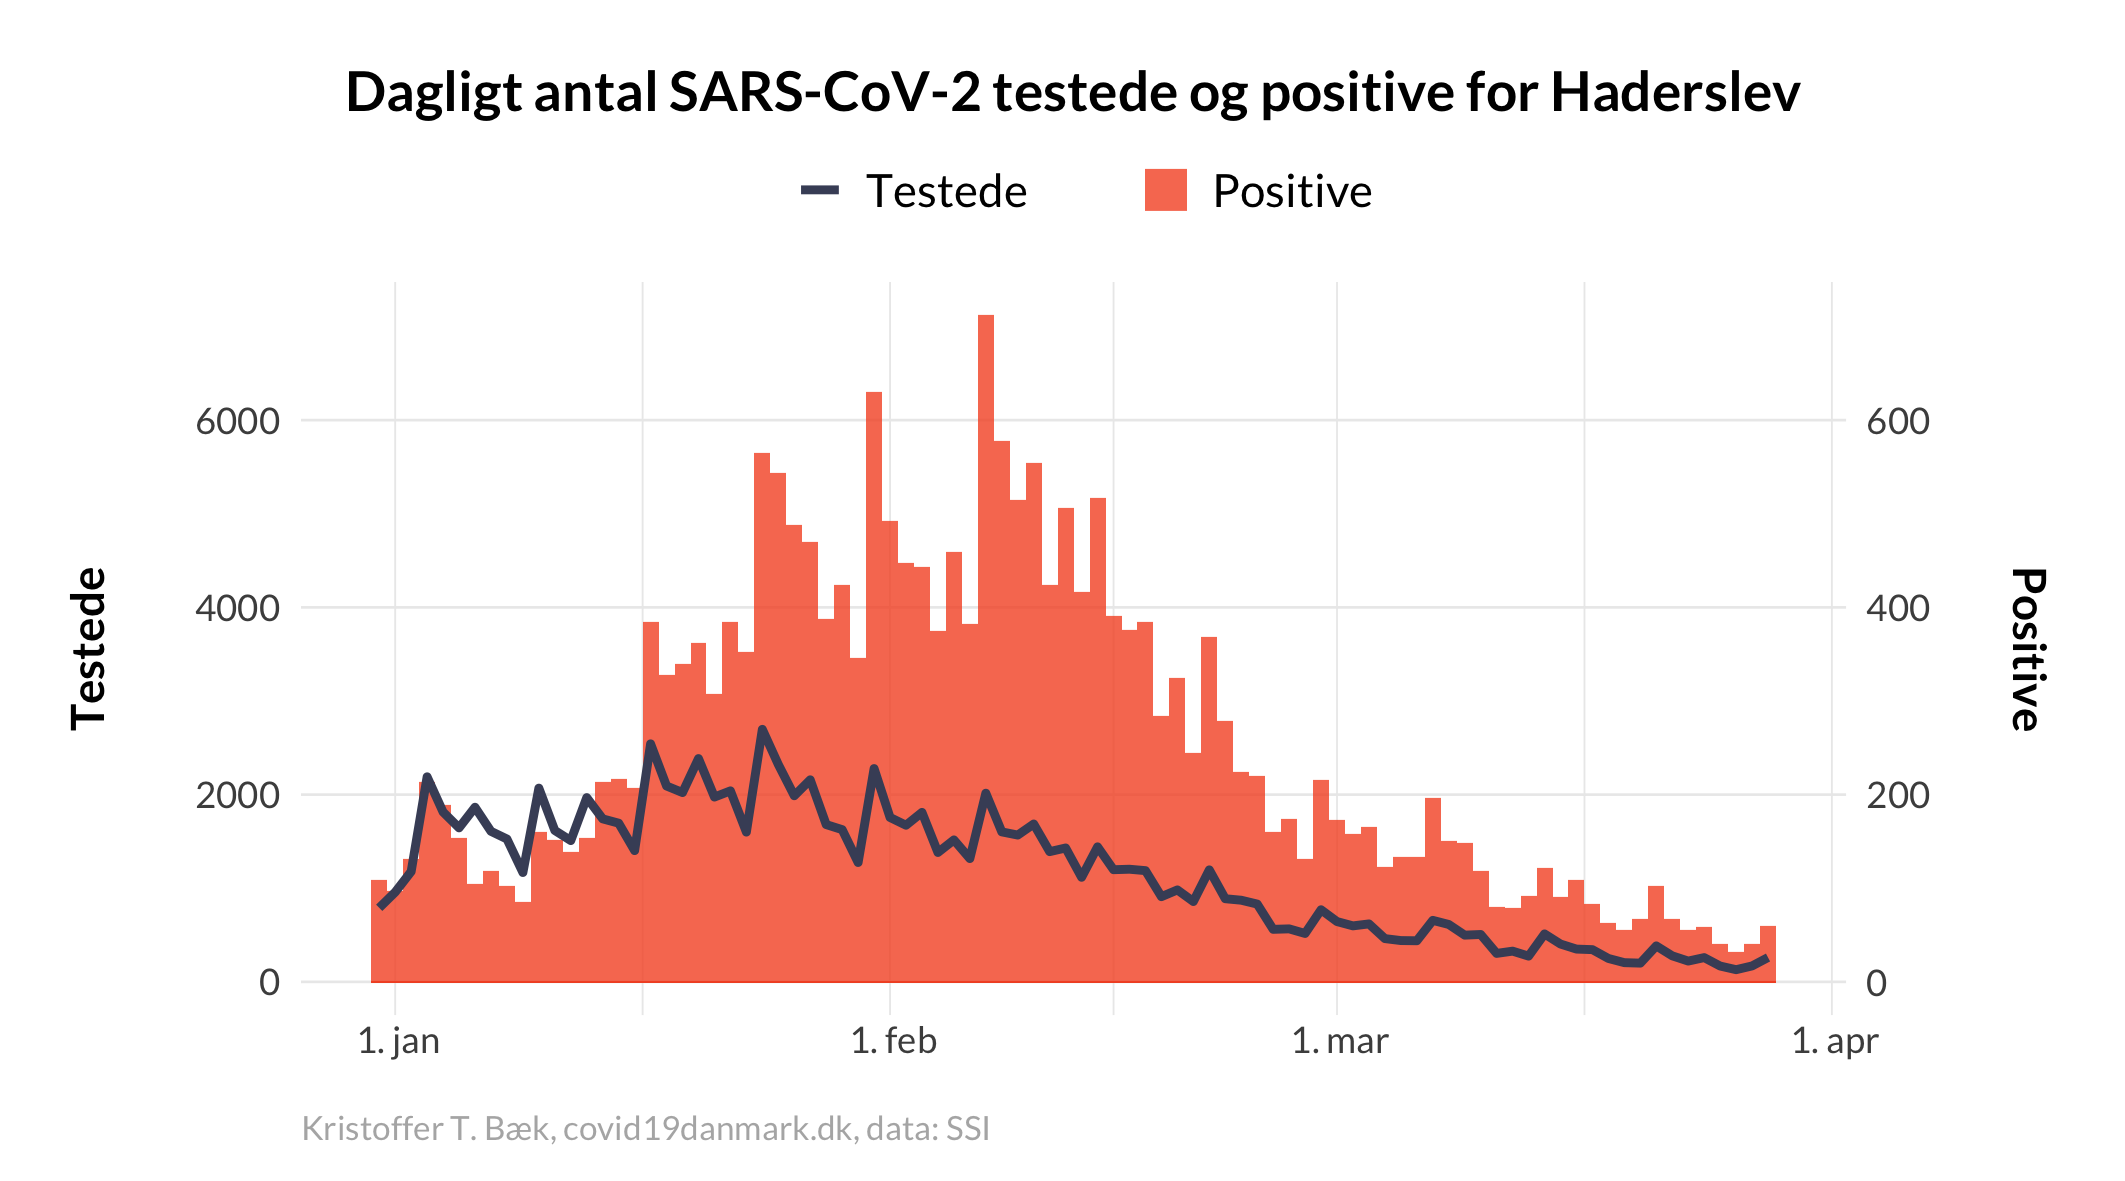 Dagligt antal SARS-CoV-2 testede og positive for Haderslev
Testede Positive
6000 600
4000 400
2000 200
0 0
Testede
Positive
1. jan 1. feb 1. mar 1. apr
Kristoffer T. Bæk, covid19danmark.dk, data: SSI